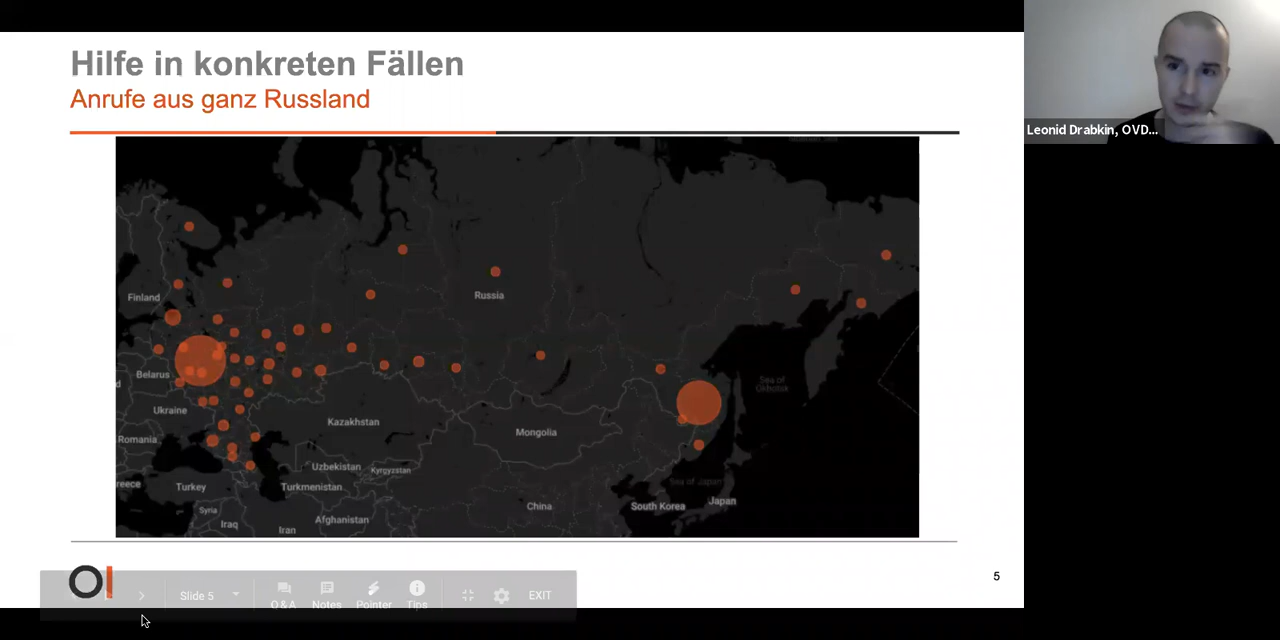 Hilfe in konkreten Fällen
Anrufe aus ganz Russland
Leonid Drabkin, OVD...
Finland
Russia
Belarus
d
Ukraine
Romania
Kazakhstan
Mongolia
Sea of
Okhotsk
Uzbekistan
Kyrgyzstan
reece
Turkey
Turkmenistan
Sea of Japan
Syria
Iraq
Iran
Afghanistan
China
South Korea
Japan
5
Slide 5
Q&A
Notes
Pointer
Tips
EXIT